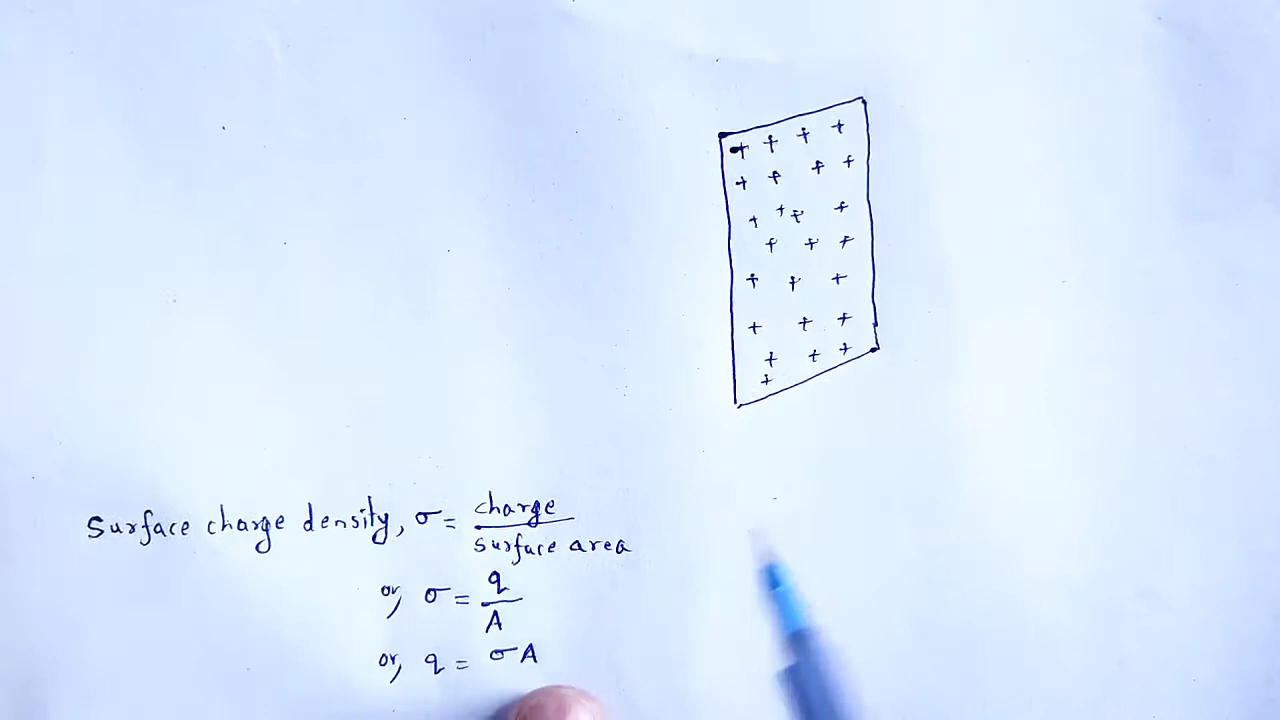 + + + +
+ + + +
+ + + +
+ + +
+ + +
+ + +
+ + +
+
surface charge density, σ = charge / surface area
or, σ = q / A
or, q = σA